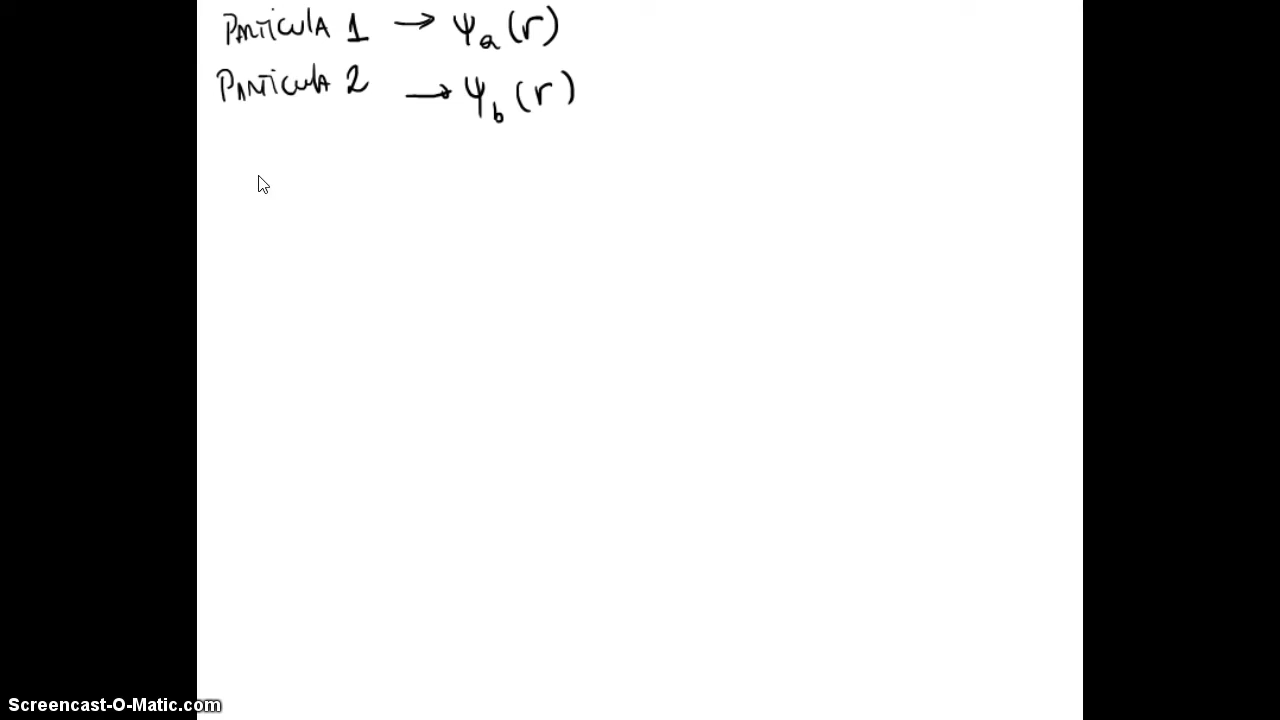 PARTICULA 1 → Ψa (r)
PARTICULA 2 → Ψb (r)
Screencast-O-Matic.com